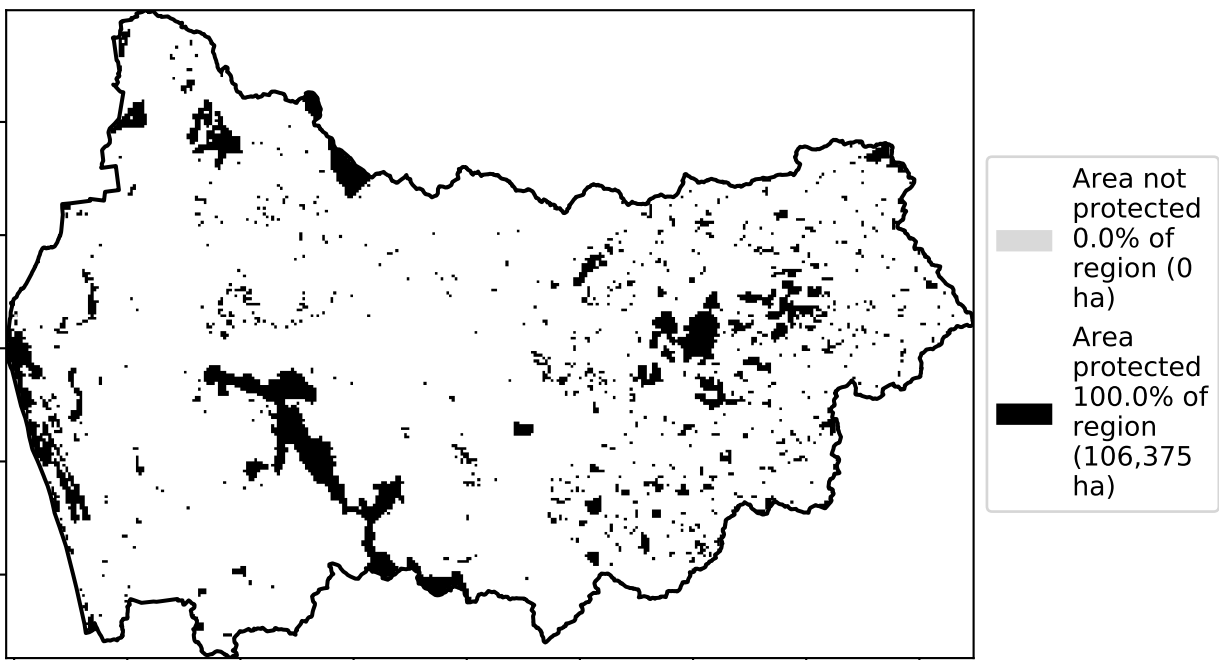 Area not
protected
0.0% of
region (0
ha)
Area
protected
100.0% of
region
(106,375
ha)